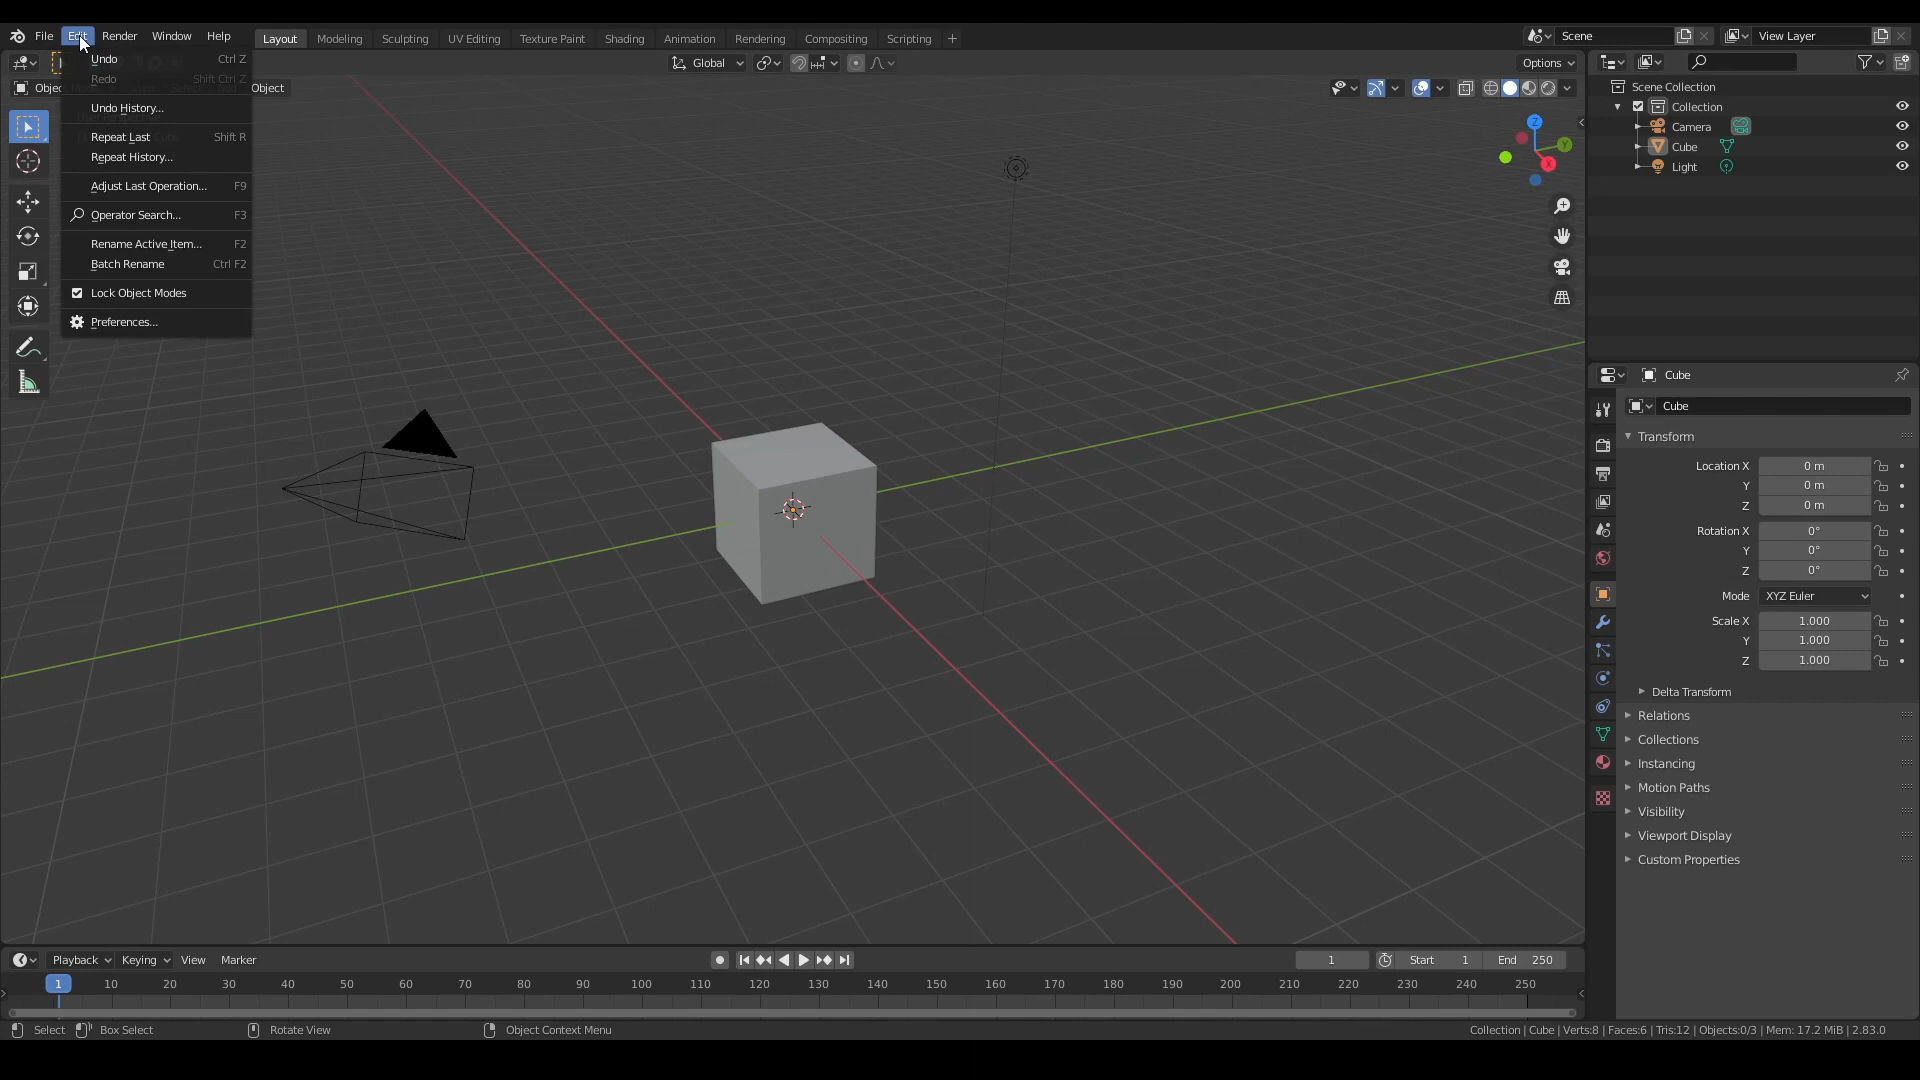 File Edit Render Window Help Layout Modeling Sculpting UV Editing Texture Paint Shading Animation Rendering Compositing Scripting + Scene View Layer
Undo Ctrl Z
Redo Shift Ctrl Z
Undo History...
Repeat Last Shift R
Repeat History...
Adjust Last Operation... F9
Operator Search... F3
Rename Active Item... F2
Batch Rename Ctrl F2
Lock Object Modes
Preferences...
Global
Options
Object
Z
Y
X
Scene Collection
Collection
Camera
Cube
Light
Cube
Cube
Transform
Location X 0 m
Y 0 m
Z 0 m
Rotation X 0°
Y 0°
Z 0°
Mode XYZ Euler
Scale X 1.000
Y 1.000
Z 1.000
Delta Transform
Relations
Collections
Instancing
Motion Paths
Visibility
Viewport Display
Custom Properties
Playback Keying View Marker 1 Start 1 End 250
1 10 20 30 40 50 60 70 80 90 100 110 120 130 140 150 160 170 180 190 200 210 220 230 240 250
Select Box Select Rotate View Object Context Menu Collection | Cube | Verts:8 | Faces:6 | Tris:12 | Objects:0/3 | Mem: 17.2 MiB | 2.83.0